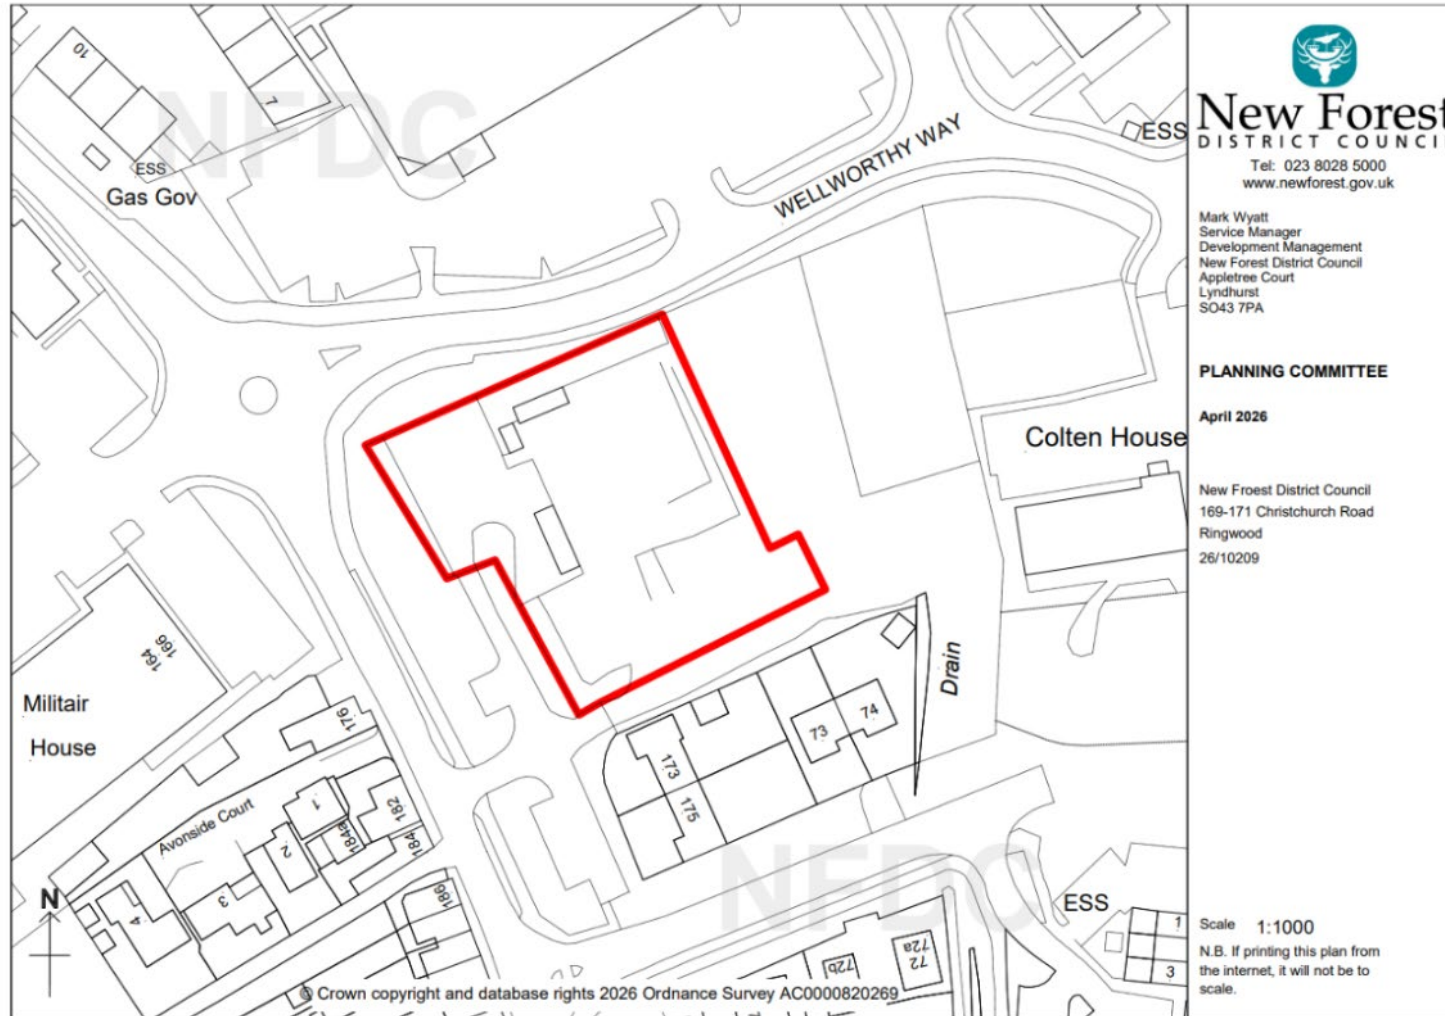 NFDC
10
7
ESS
Gas Gov
WELLWORTHY WAY
ESS
Colten House
Drain
166
164
Militair
House
176
173
175
73
74
Avonside Court
1
2
3
4
182
184a
184
186
N
NFDC
ESS
72b
72a
72
1
3
© Crown copyright and database rights 2026 Ordnance Survey AC0000820269
New Forest
DISTRICT COUNCIL
Tel: 023 8028 5000
www.newforest.gov.uk
Mark Wyatt
Service Manager
Development Management
New Forest District Council
Appletree Court
Lyndhurst
SO43 7PA
PLANNING COMMITTEE
April 2026
New Froest District Council
169-171 Christchurch Road
Ringwood
26/10209
Scale 1:1000
N.B. If printing this plan from
the internet, it will not be to
scale.